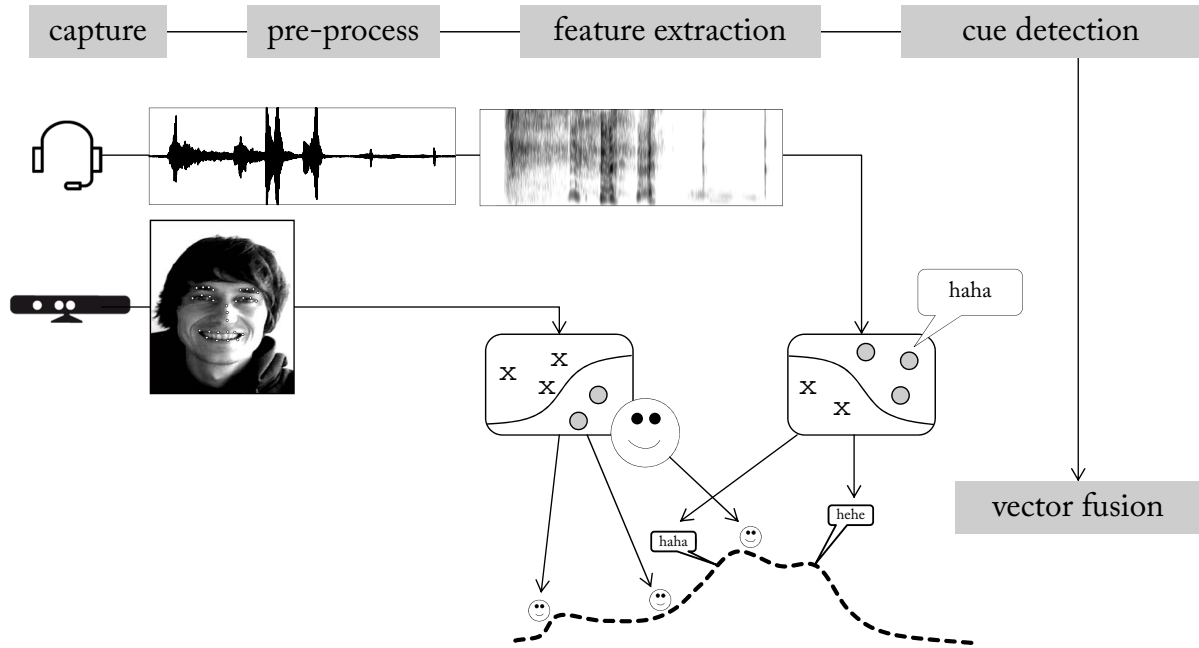 capture
pre-process
feature extraction
cue detection
haha
x
x
x
x
x
vector fusion
hehe
haha